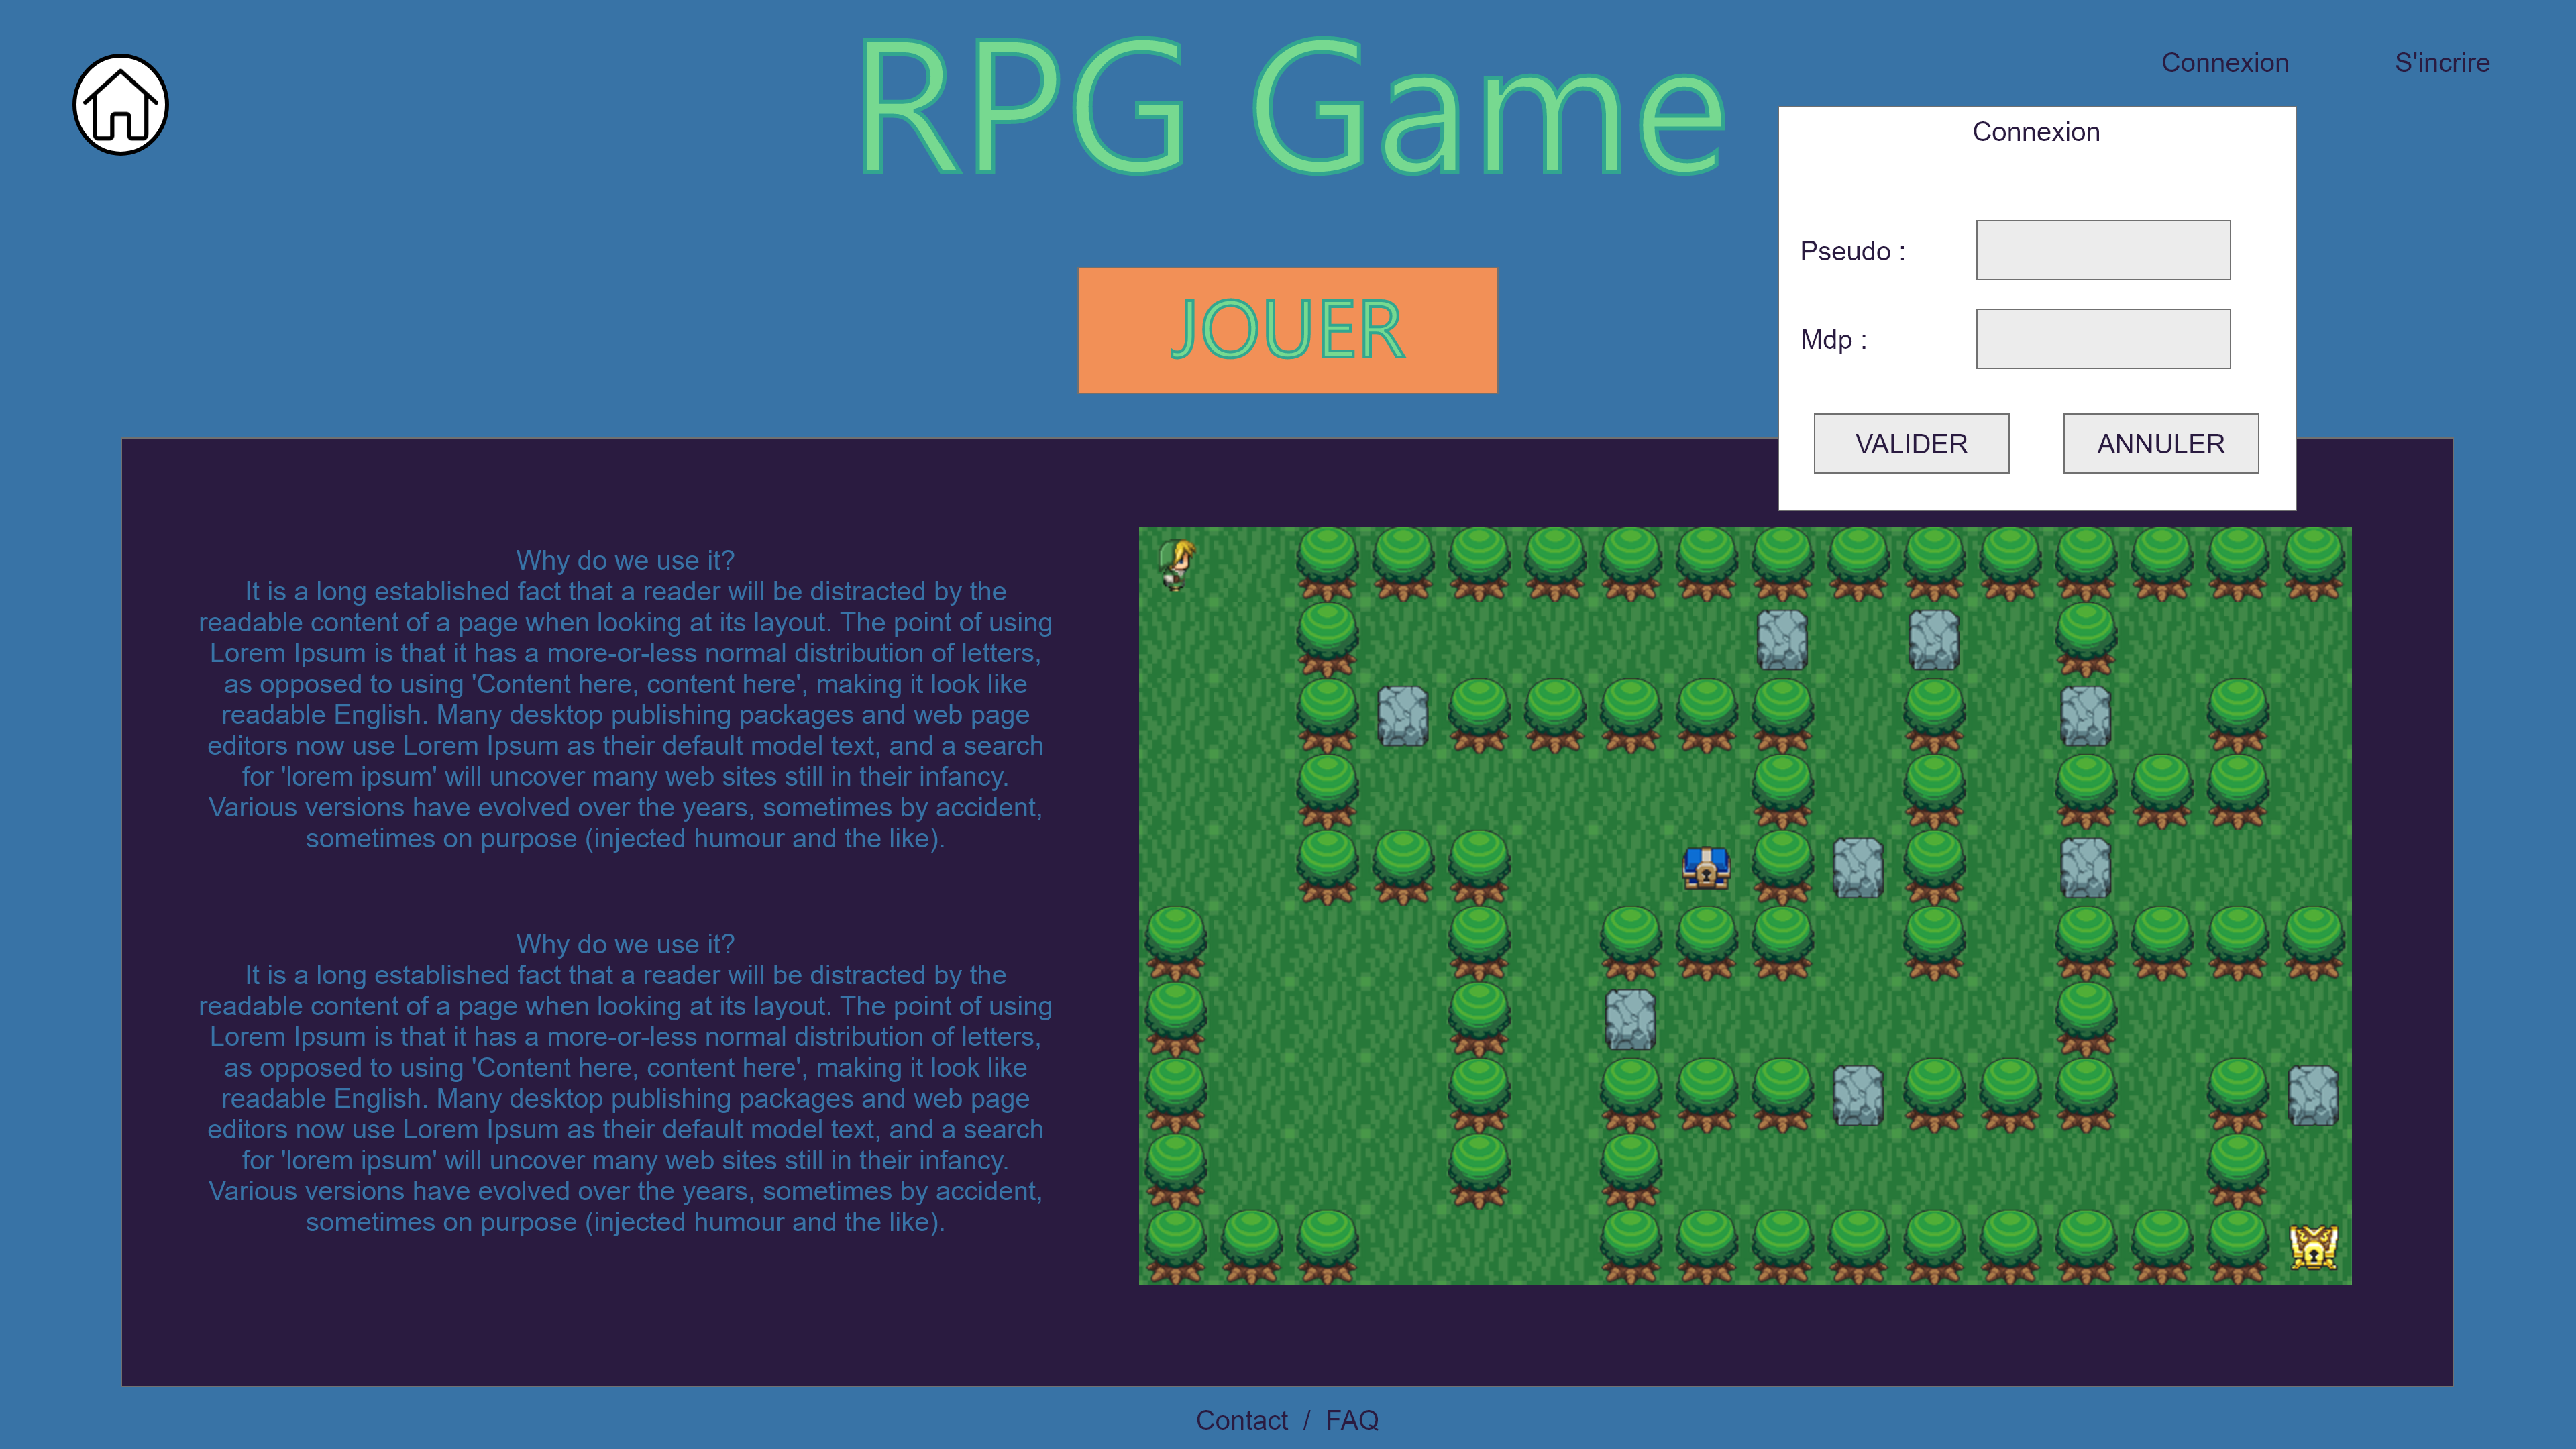 RPG Game
Connexion
S'incrire
Connexion
Pseudo :
Mdp :
VALIDER
ANNULER
JOUER
Why do we use it?
It is a long established fact that a reader will be distracted by the
readable content of a page when looking at its layout. The point of using
Lorem Ipsum is that it has a more-or-less normal distribution of letters,
as opposed to using 'Content here, content here', making it look like
readable English. Many desktop publishing packages and web page
editors now use Lorem Ipsum as their default model text, and a search
for 'lorem ipsum' will uncover many web sites still in their infancy.
Various versions have evolved over the years, sometimes by accident,
sometimes on purpose (injected humour and the like).
Why do we use it?
It is a long established fact that a reader will be distracted by the
readable content of a page when looking at its layout. The point of using
Lorem Ipsum is that it has a more-or-less normal distribution of letters,
as opposed to using 'Content here, content here', making it look like
readable English. Many desktop publishing packages and web page
editors now use Lorem Ipsum as their default model text, and a search
for 'lorem ipsum' will uncover many web sites still in their infancy.
Various versions have evolved over the years, sometimes by accident,
sometimes on purpose (injected humour and the like).
Contact / FAQ